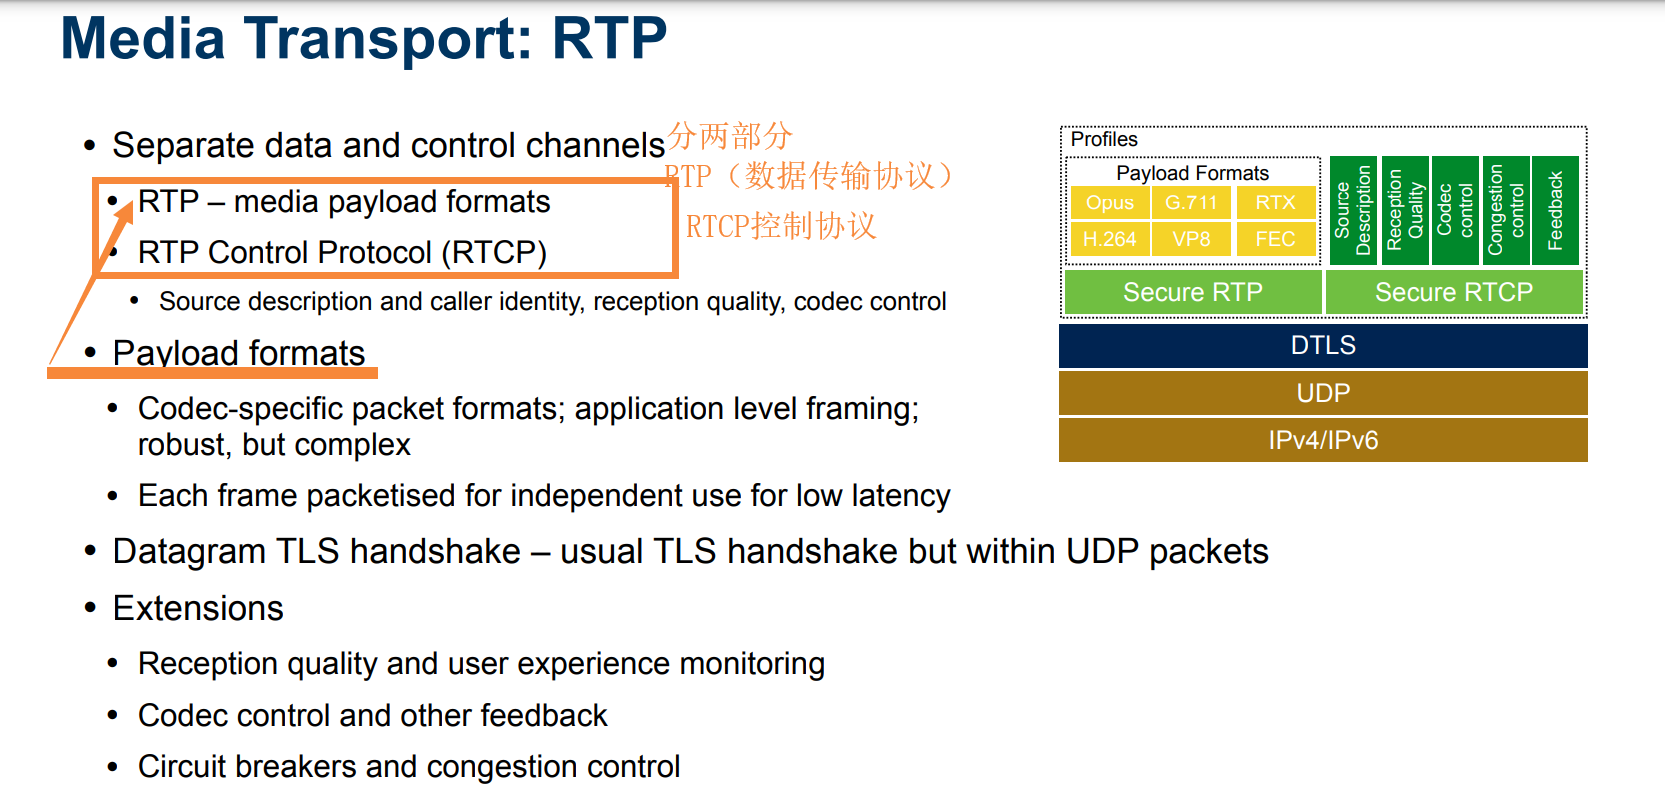 Media Transport: RTP
• Separate data and control channels
分两部分
RTP（数据传输协议）
• RTP – media payload formats
RTCP控制协议
• RTP Control Protocol (RTCP)
• Source description and caller identity, reception quality, codec control
• Payload formats
• Codec-specific packet formats; application level framing;
robust, but complex
• Each frame packetised for independent use for low latency
• Datagram TLS handshake – usual TLS handshake but within UDP packets
• Extensions
• Reception quality and user experience monitoring
• Codec control and other feedback
• Circuit breakers and congestion control
Profiles
Payload Formats
Opus G.711 RTX
H.264 VP8 FEC
Source
Description
Reception
Quality
Codec
control
Congestion
control
Feedback
Secure RTP Secure RTCP
DTLS
UDP
IPv4/IPv6